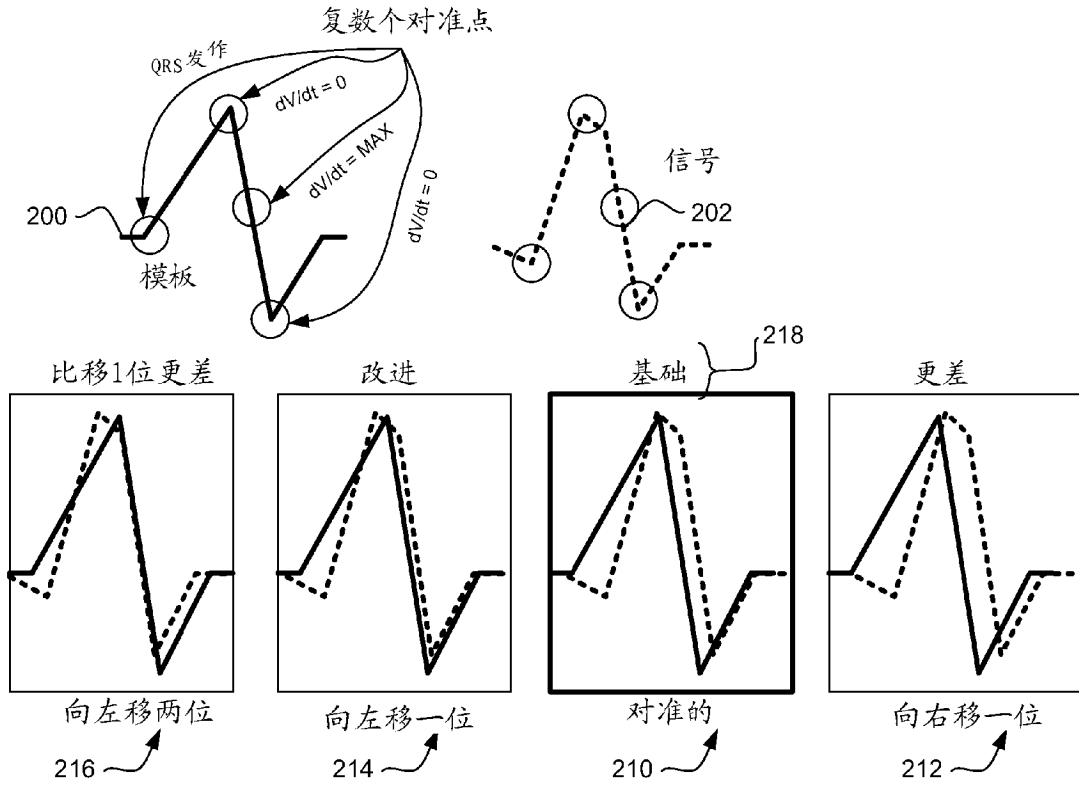 复数个对准点
QRS发作
dV/dt = 0
dV/dt = MAX
dV/dt = 0
200
模板
信号
202
218
比移1位更差
改进
基础
更差
向左移两位
向左移一位
对准的
向右移一位
216
214
210
212